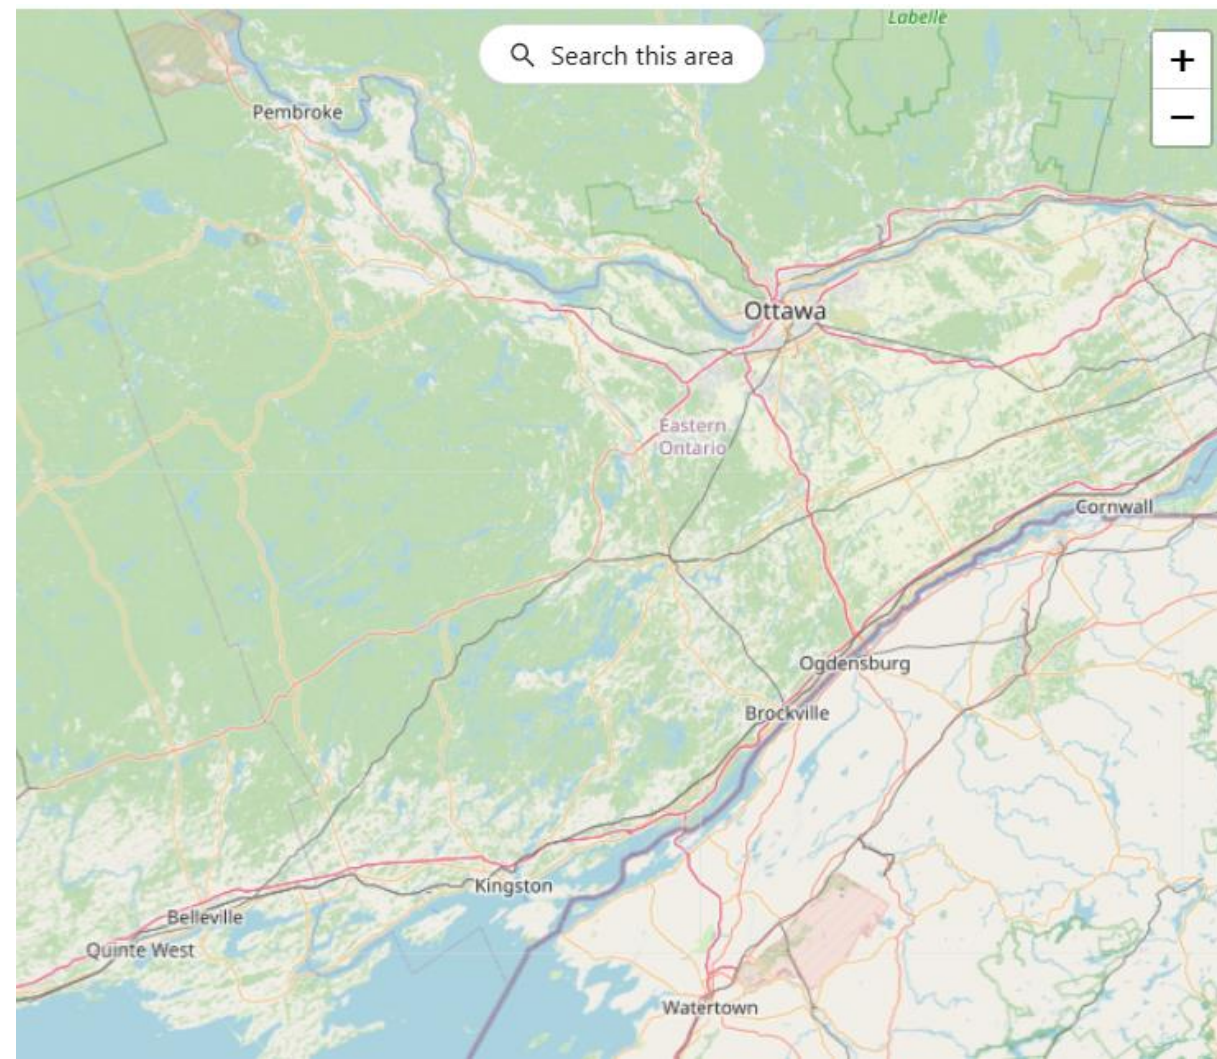 Labelle
Search this area
+
−
Pembroke
Ottawa
Eastern
Ontario
Cornwall
Ogdensburg
Brockville
Kingston
Belleville
Quinte West
Watertown